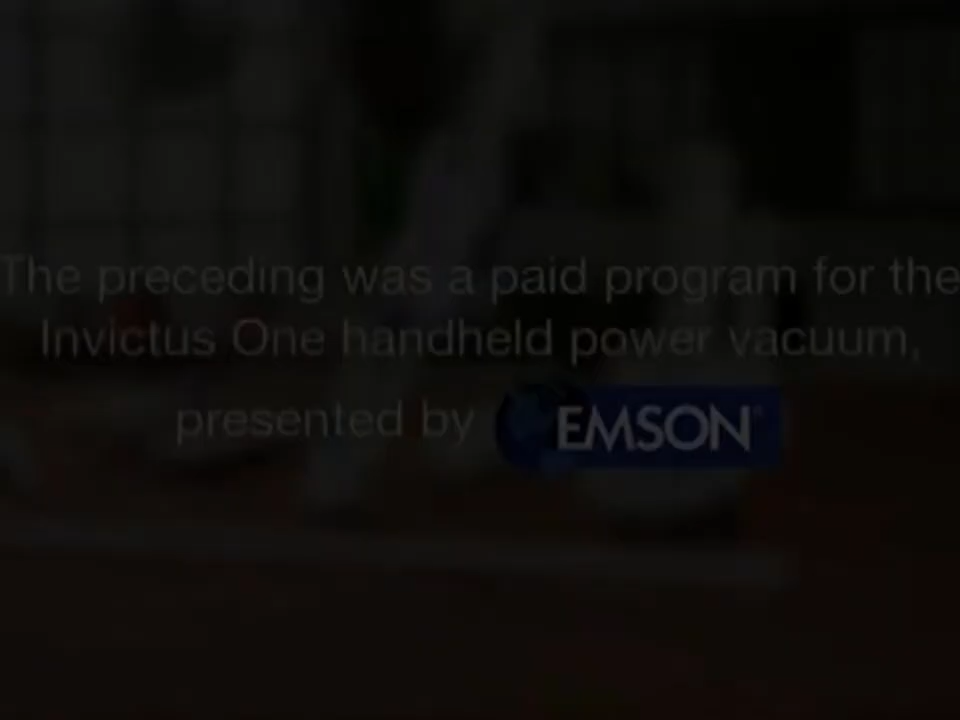 The preceding was a paid program for the
Invictus One handheld power vacuum,
presented by EMSON®